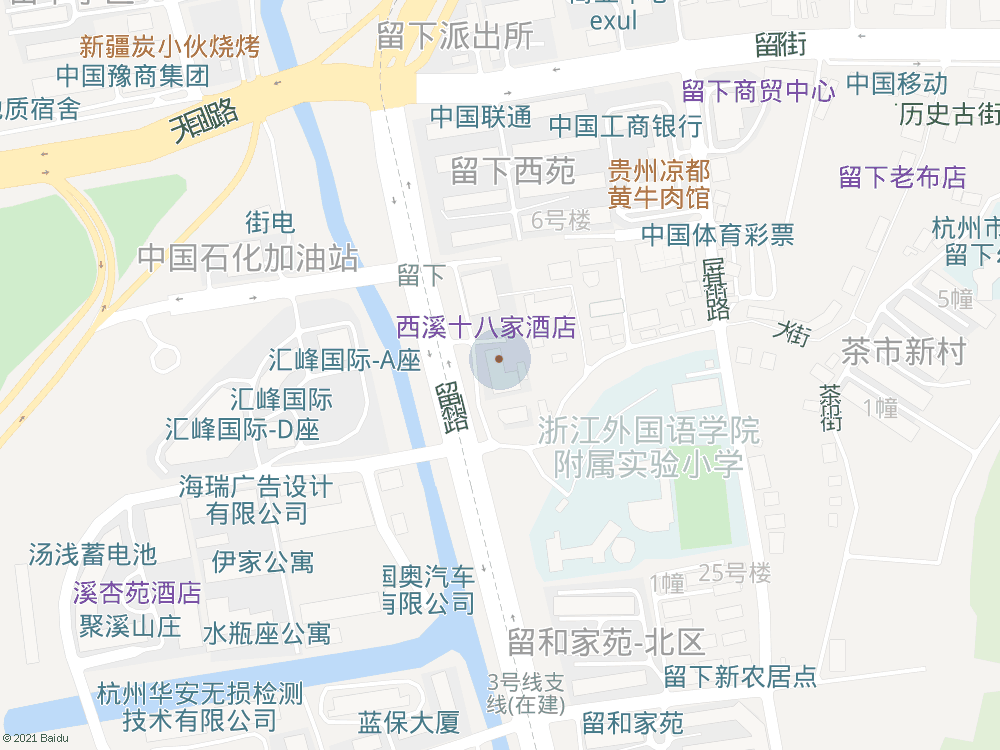 留下派出所
exul
留街
新疆炭小伙烧烤
中国豫商集团
中国移动
留下商贸中心
质宿舍
天目山路
中国联通
中国工商银行
历史古街
留下西苑
贵州凉都
黄牛肉馆
留下老布店
6号楼
街电
中国体育彩票
杭州市
留下
中国石化加油站
留下
屏基路
5幢
西溪十八家酒店
大街
汇峰国际-A座
茶市新村
汇峰国际
留和路
茶市街
1幢
汇峰国际-D座
浙江外国语学院
附属实验小学
海瑞广告设计
有限公司
汤浅蓄电池
伊家公寓
国奥汽车
有限公司
1幢
25号楼
溪杏苑酒店
聚溪山庄
水瓶座公寓
留和家苑-北区
3号线支
线(在建)
留下新农居点
杭州华安无损检测
技术有限公司
蓝保大厦
留和家苑
© 2021 Baidu